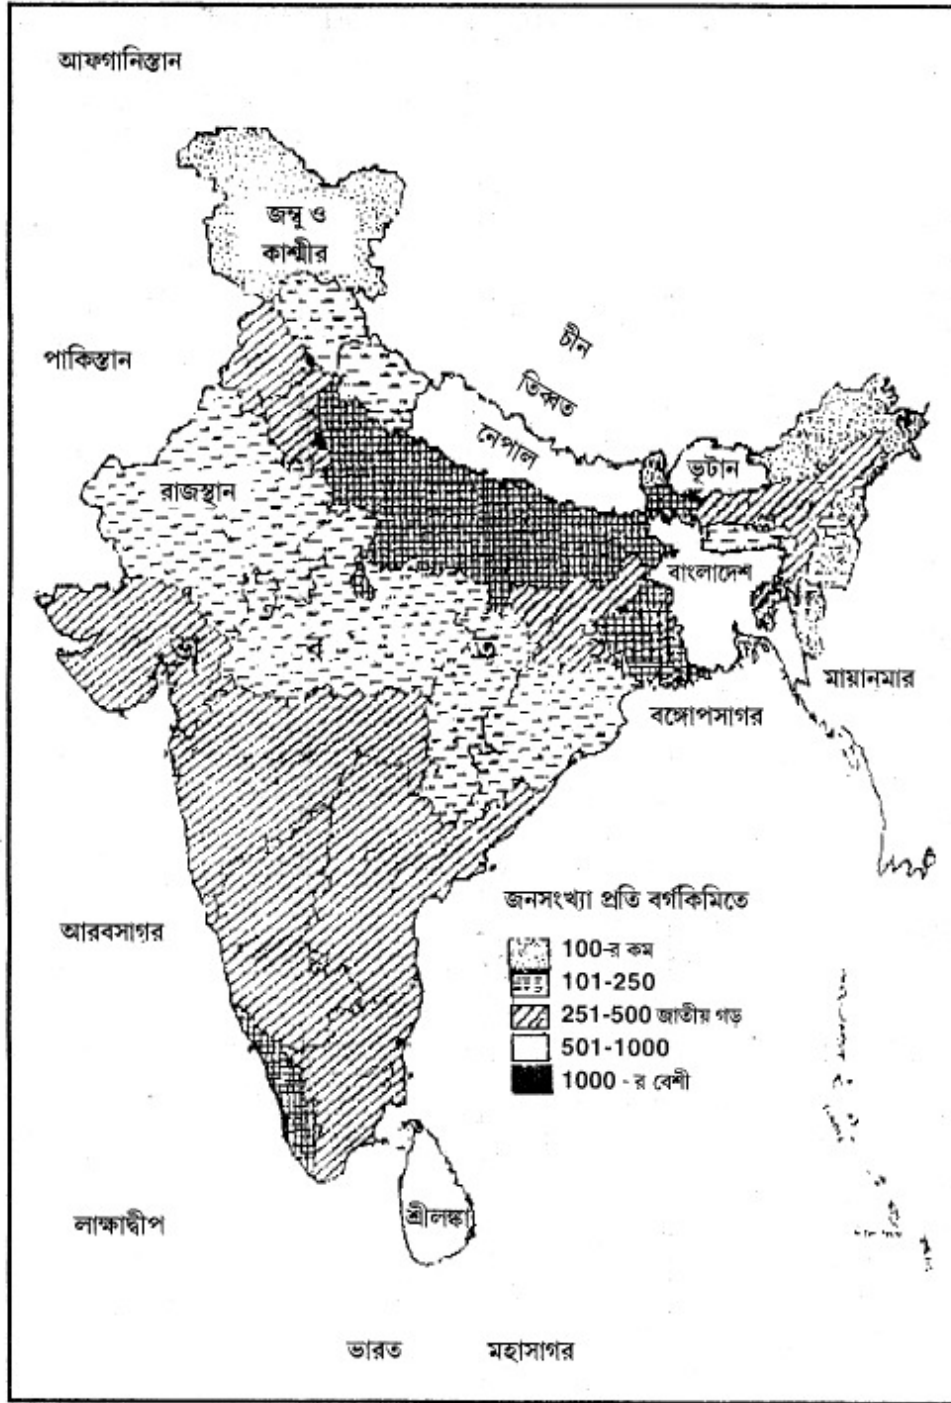 আফগানিস্তান
জম্বু ও
কাশ্মীর
পাকিস্তান
চীন
তিব্বত
নেপাল
ভূটান
রাজস্থান
বাংলাদেশ
ভা র ত
মায়ানমার
বঙ্গোপসাগর
জনসংখ্যা প্রতি বর্গকিমিতে
100-র কম
101-250
251-500 জাতীয় গড়
501-1000
1000 - র বেশী
আরবসাগর
লাক্ষাদ্বীপ
শ্রীলঙ্কা
ভারত মহাসাগর